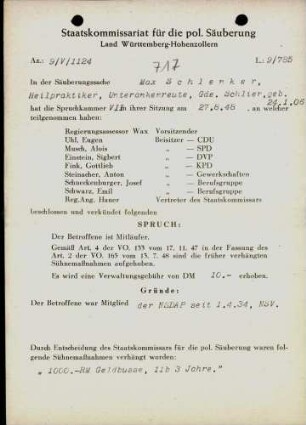 Staatskommissariat für die pol. Säuberung
Land Württemberg-Hohenzollern
Az.: 9/V/1124
717
L.: 9/785
In der Säuberungssache Max Schlenker,
Heilpraktiker, Unterankenreute, Gde. Schlier, geb.
24.1.06
hat die Spruchkammer VII in ihrer Sitzung am 27.8.48 an welcher
teilgenommen haben:
Regierungsassessor Wax Vorsitzender
Uhl, Eugen Beisitzer — CDU
Musch, Alois „ — SPD
Einstein, Sigbert „ — DVP
Fink, Gottlieb „ — KPD
Steinacher, Anton „ — Gewerkschaften
Schneckenburger, Josef „ — Berufsgruppe
Schwarz, Emil „ — Berufsgruppe
Reg.Ang. Hauer Vertreter des Staatskommissars
beschlossen und verkündet folgenden
SPRUCH:
Der Betroffene ist Mitläufer.
Gemäß Art. 4 der VO. 133 vom 17. 11. 47 in der Fassung des
Art. 2 der VO. 165 vom 13. 7. 48 sind die früher verhängten
Sühnemaßnahmen aufgehoben.
Es wird eine Verwaltungsgebühr von DM 10.- erhoben.
Gründe:
Der Betroffene war Mitglied der NSDAP seit 1.4.34, NSV.
Durch Entscheidung des Staatskommissars für die pol. Säuberung waren fol-
gende Sühnemaßnahmen verhängt worden:
„ 1000.-RM Geldbusse, 11b 3 Jahre."